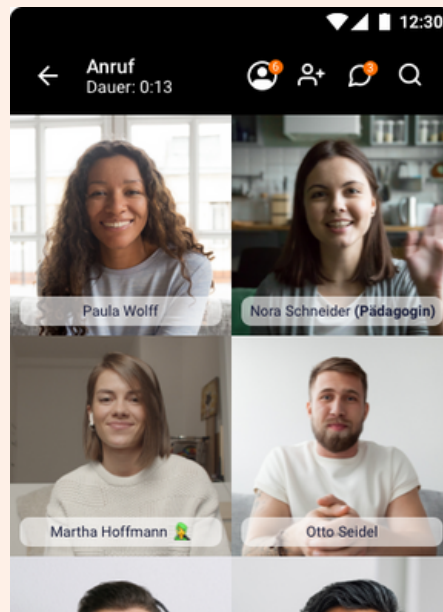 12:30
Anruf
Dauer: 0:13
6
3
Paula Wolff
Nora Schneider (Pädagogin)
Martha Hoffmann
Otto Seidel